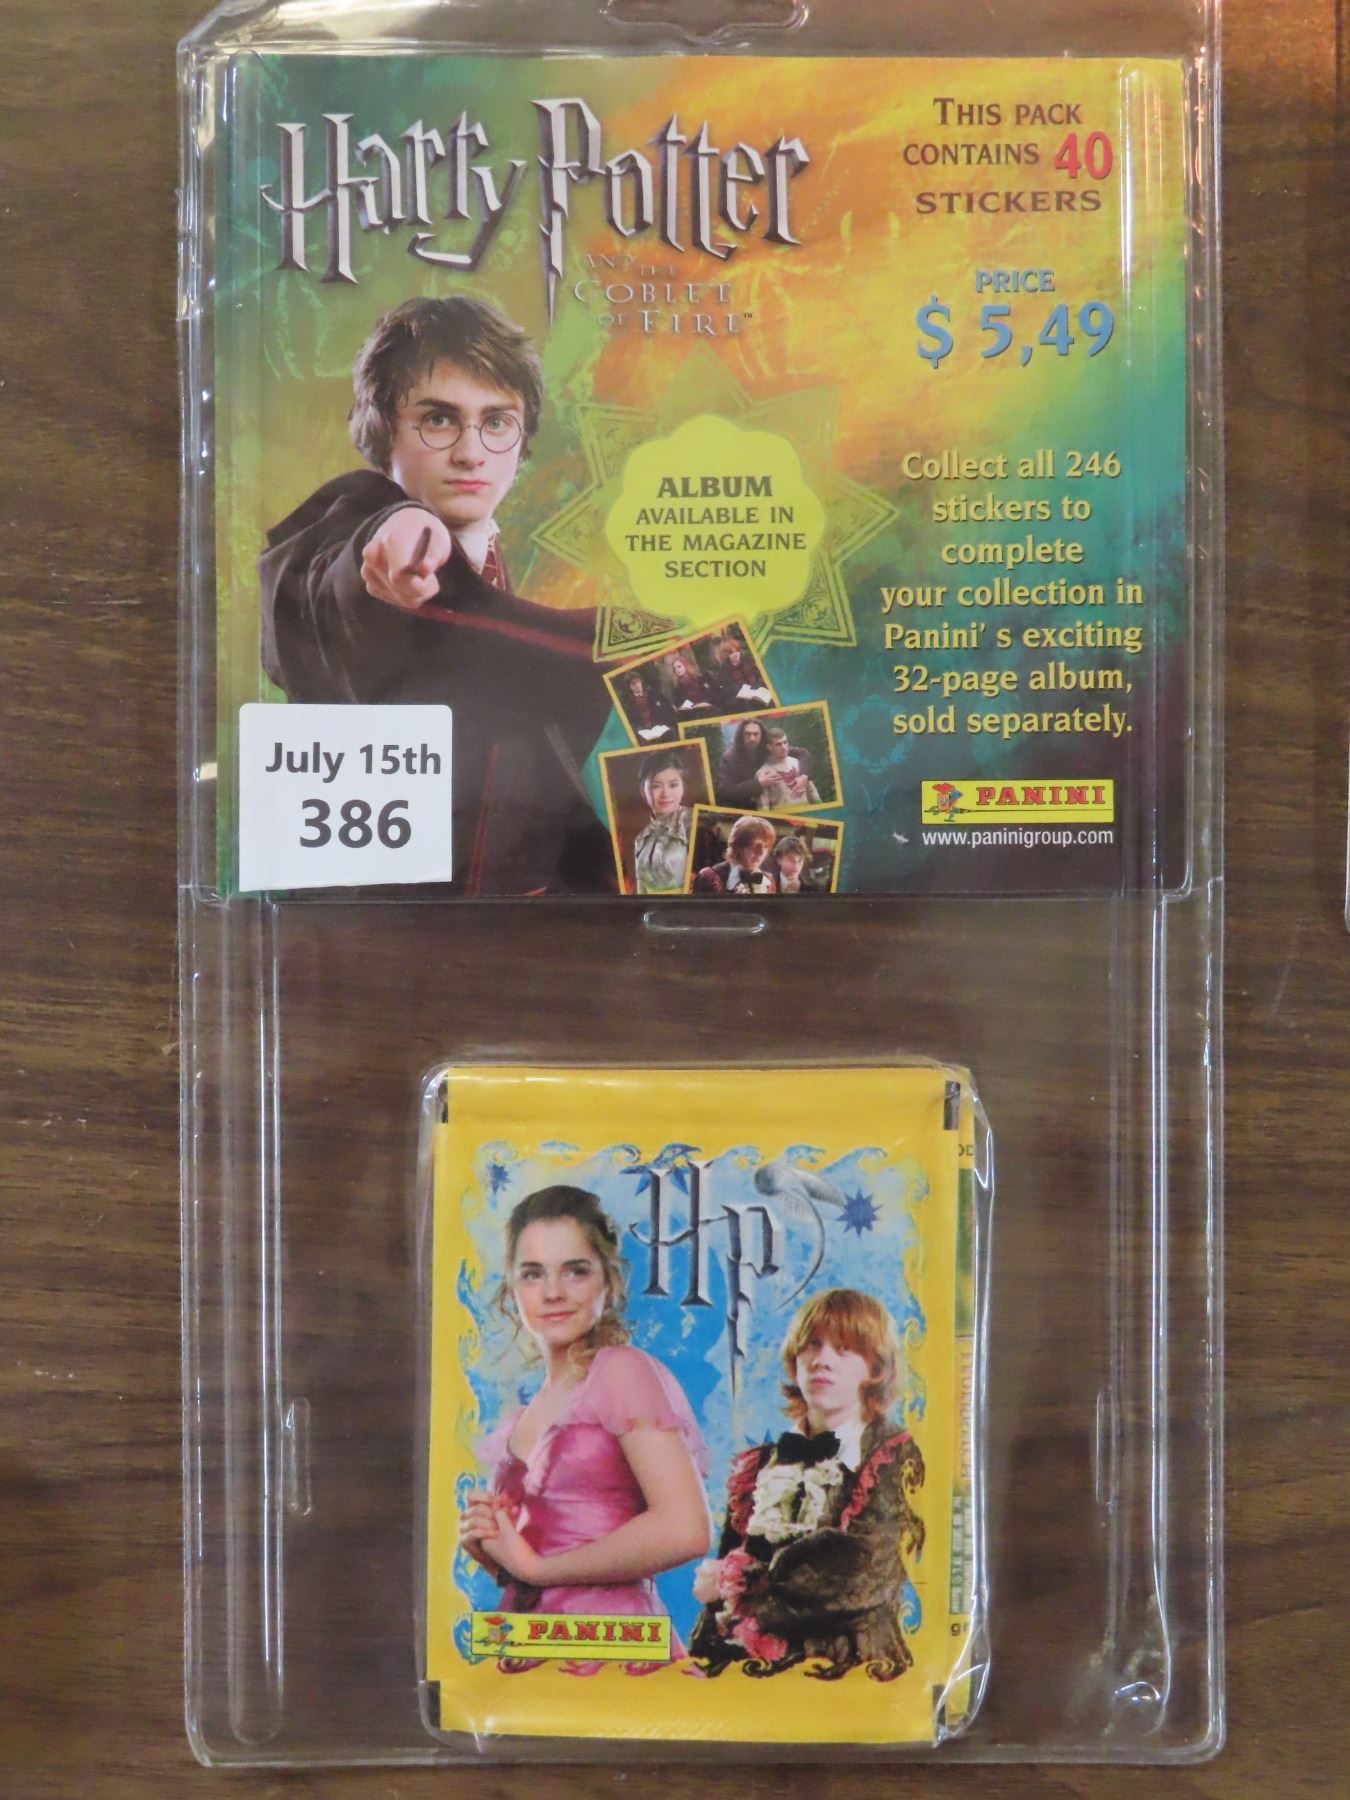 Harry Potter
AND THE
GOBLET
OF FIRE™
THIS PACK
CONTAINS 40
STICKERS
PRICE
$ 5,49
ALBUM
AVAILABLE IN
THE MAGAZINE
SECTION
Collect all 246
stickers to
complete
your collection in
Panini' s exciting
32-page album,
sold separately.
PANINI
www.paninigroup.com
July 15th
386
HP
PANINI